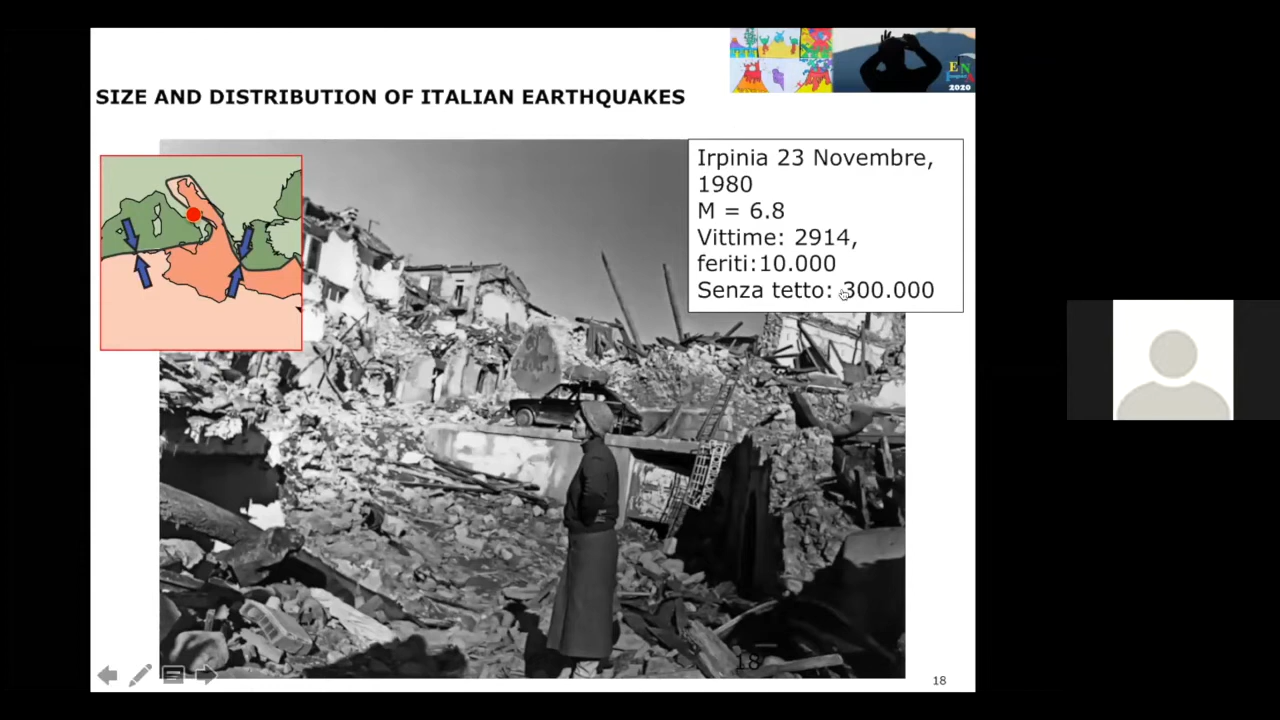 SIZE AND DISTRIBUTION OF ITALIAN EARTHQUAKES
Irpinia 23 Novembre,
1980
M = 6.8
Vittime: 2914,
feriti:10.000
Senza tetto: 300.000
2020
18
18